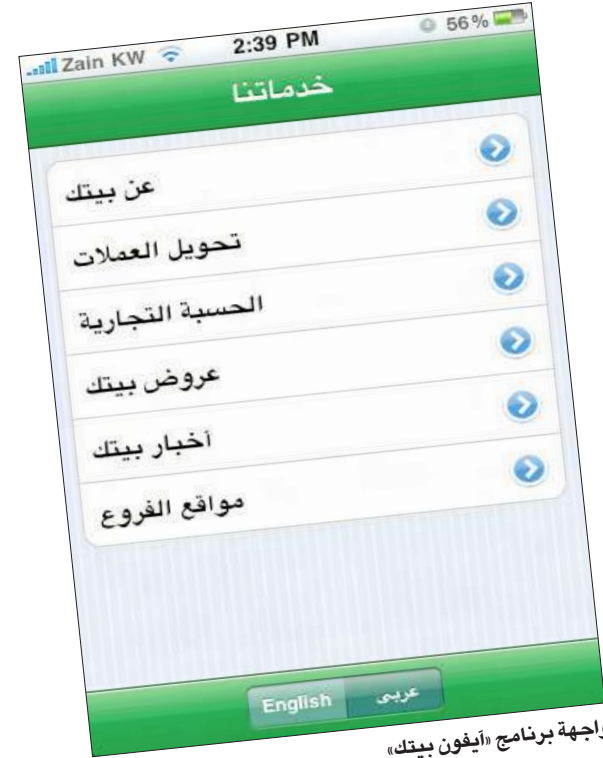 Zain KW 2:39 PM 56%
خدماتنا
عن بيتك
تحويل العملات
الحسبة التجارية
عروض بيتك
أخبار بيتك
مواقع الفروع
English عربى
واجهة برنامج «آيفون بيتك»